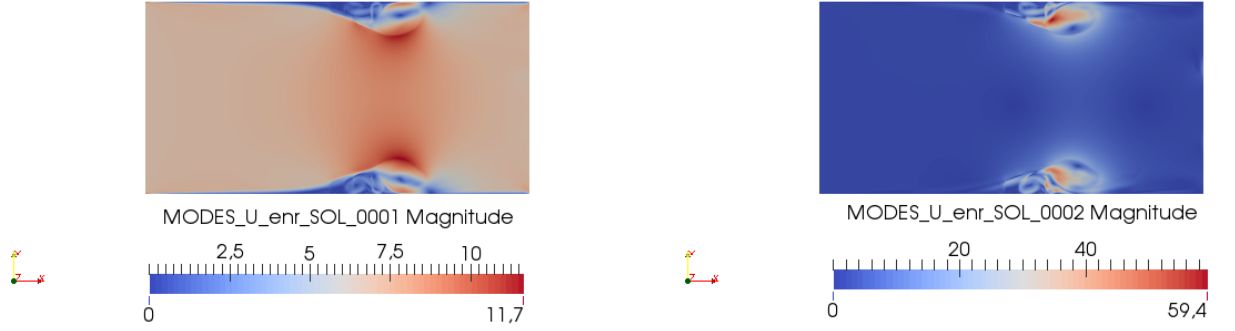 MODES_U_enr_SOL_0001 Magnitude
2,5 5 7,5 10
0 11,7
MODES_U_enr_SOL_0002 Magnitude
20 40
0 59,4